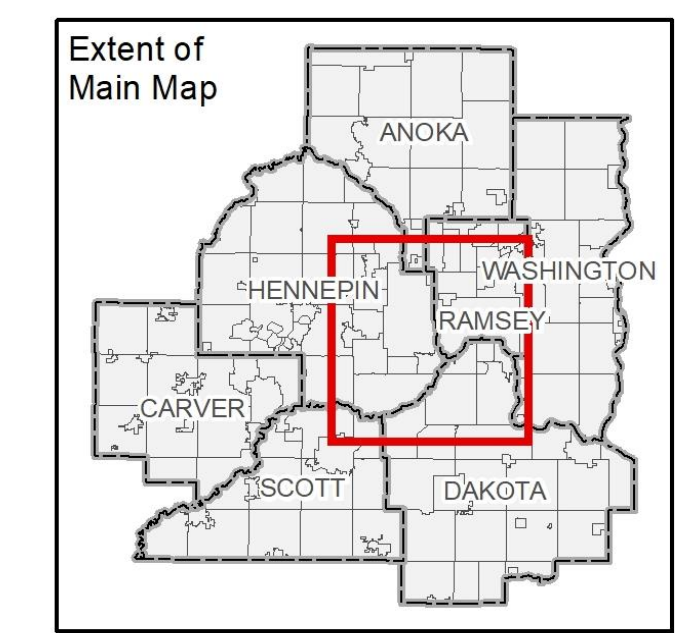 Extent of
Main Map
ANOKA
WASHINGTON
HENNEPIN
RAMSEY
CARVER
SCOTT
DAKOTA